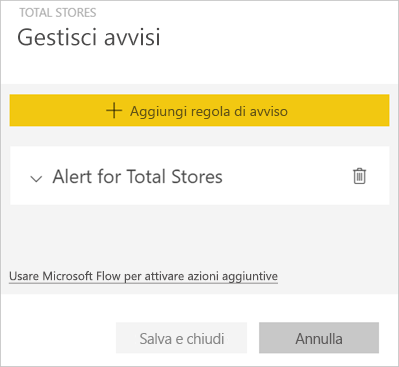 TOTAL STORES
Gestisci avvisi
Aggiungi regola di avviso
Alert for Total Stores
Usare Microsoft Flow per attivare azioni aggiuntive
Salva e chiudi
Annulla